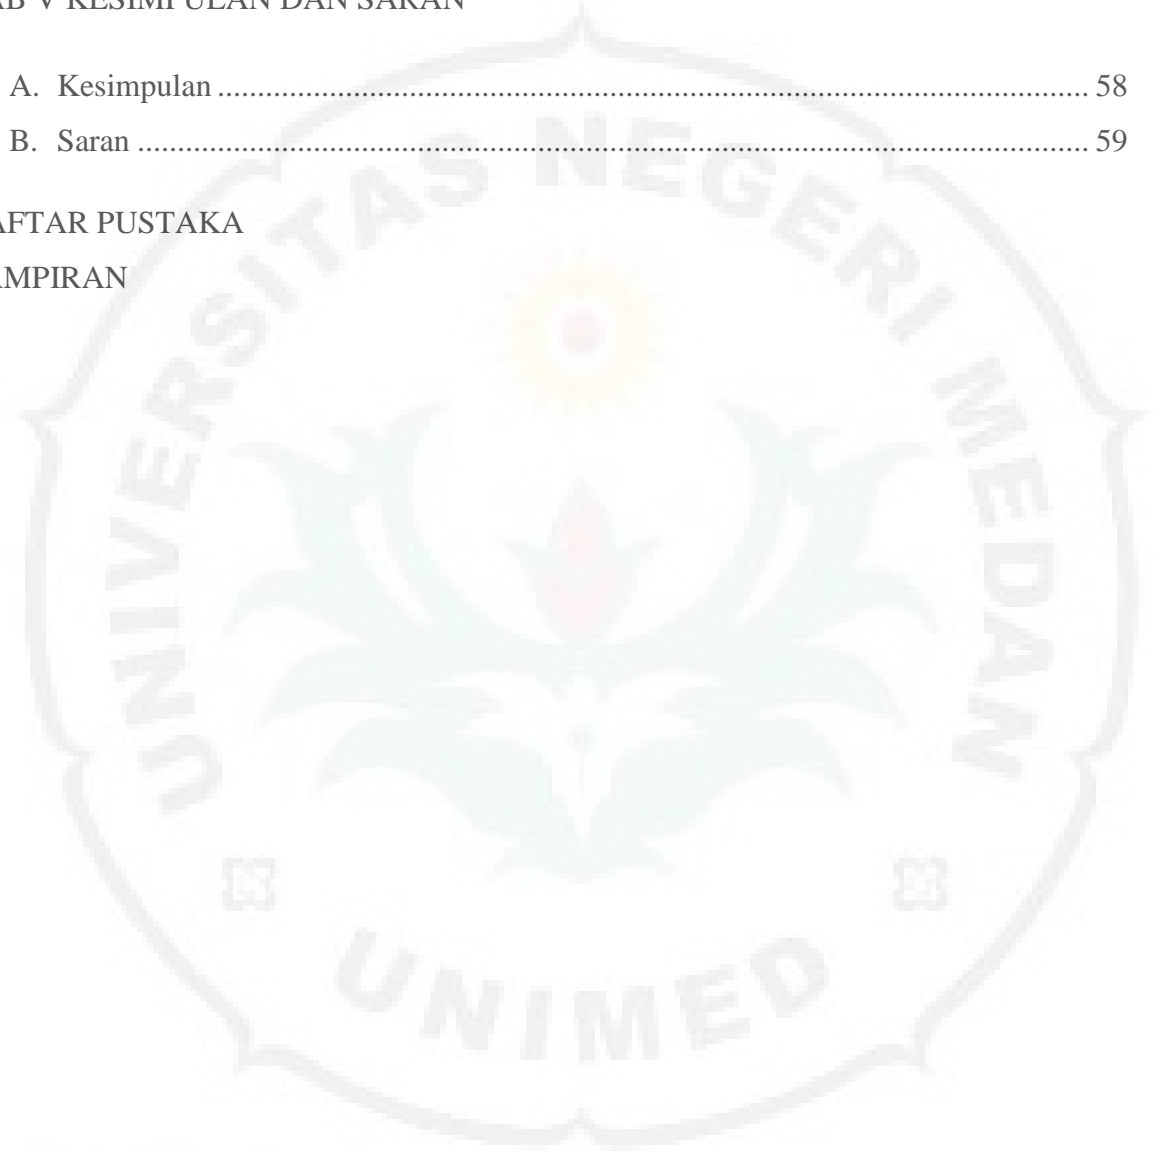 AB V KESIMPULAN DAN SARAN
A. Kesimpulan ............................................................................................................. 58
B. Saran ....................................................................................................................... 59
AFTAR PUSTAKA
AMPIRAN
UNIVERSITAS NEGERI MEDAN
UNIMED